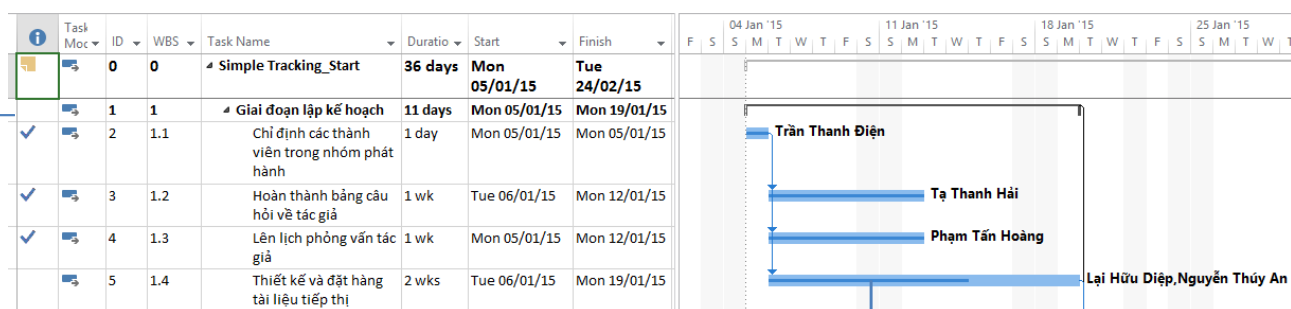 04 Jan '15 11 Jan '15 18 Jan '15 25 Jan '15
Task
Moc ID WBS Task Name Duratio Start Finish F S S M T W T F S S M T W T F S S M T W T F S S M T W T
0 0 Simple Tracking_Start 36 days Mon Tue
05/01/15 24/02/15
1 1 Giai đoạn lập kế hoạch 11 days Mon 05/01/15 Mon 19/01/15
2 1.1 Chỉ định các thành 1 day Mon 05/01/15 Mon 05/01/15 Trần Thanh Điện
viên trong nhóm phát
hành
3 1.2 Hoàn thành bảng câu 1 wk Tue 06/01/15 Mon 12/01/15 Tạ Thanh Hải
hỏi về tác giả
4 1.3 Lên lịch phỏng vấn tác 1 wk Mon 05/01/15 Mon 12/01/15 Phạm Tấn Hoàng
giả
5 1.4 Thiết kế và đặt hàng 2 wks Tue 06/01/15 Mon 19/01/15 Lại Hữu Diệp,Nguyễn Thúy An
tài liệu tiếp thị